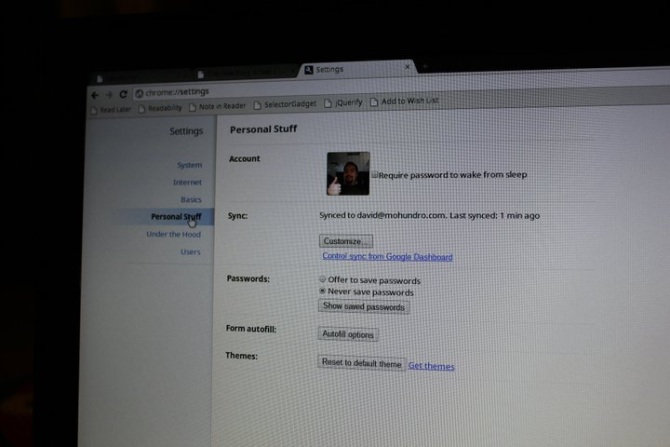 Settings
chrome://settings
Read Later Readability Note in Reader SelectorGadget jQuerify Add to Wish List
Settings
Personal Stuff
System
Internet
Basics
Personal Stuff
Under the Hood
Users
Account
Require password to wake from sleep
Sync:
Synced to david@mohundro.com. Last synced: 1 min ago
Customize...
Control sync from Google Dashboard
Passwords:
Offer to save passwords
Never save passwords
Show saved passwords
Form autofill:
Autofill options
Themes:
Reset to default theme Get themes